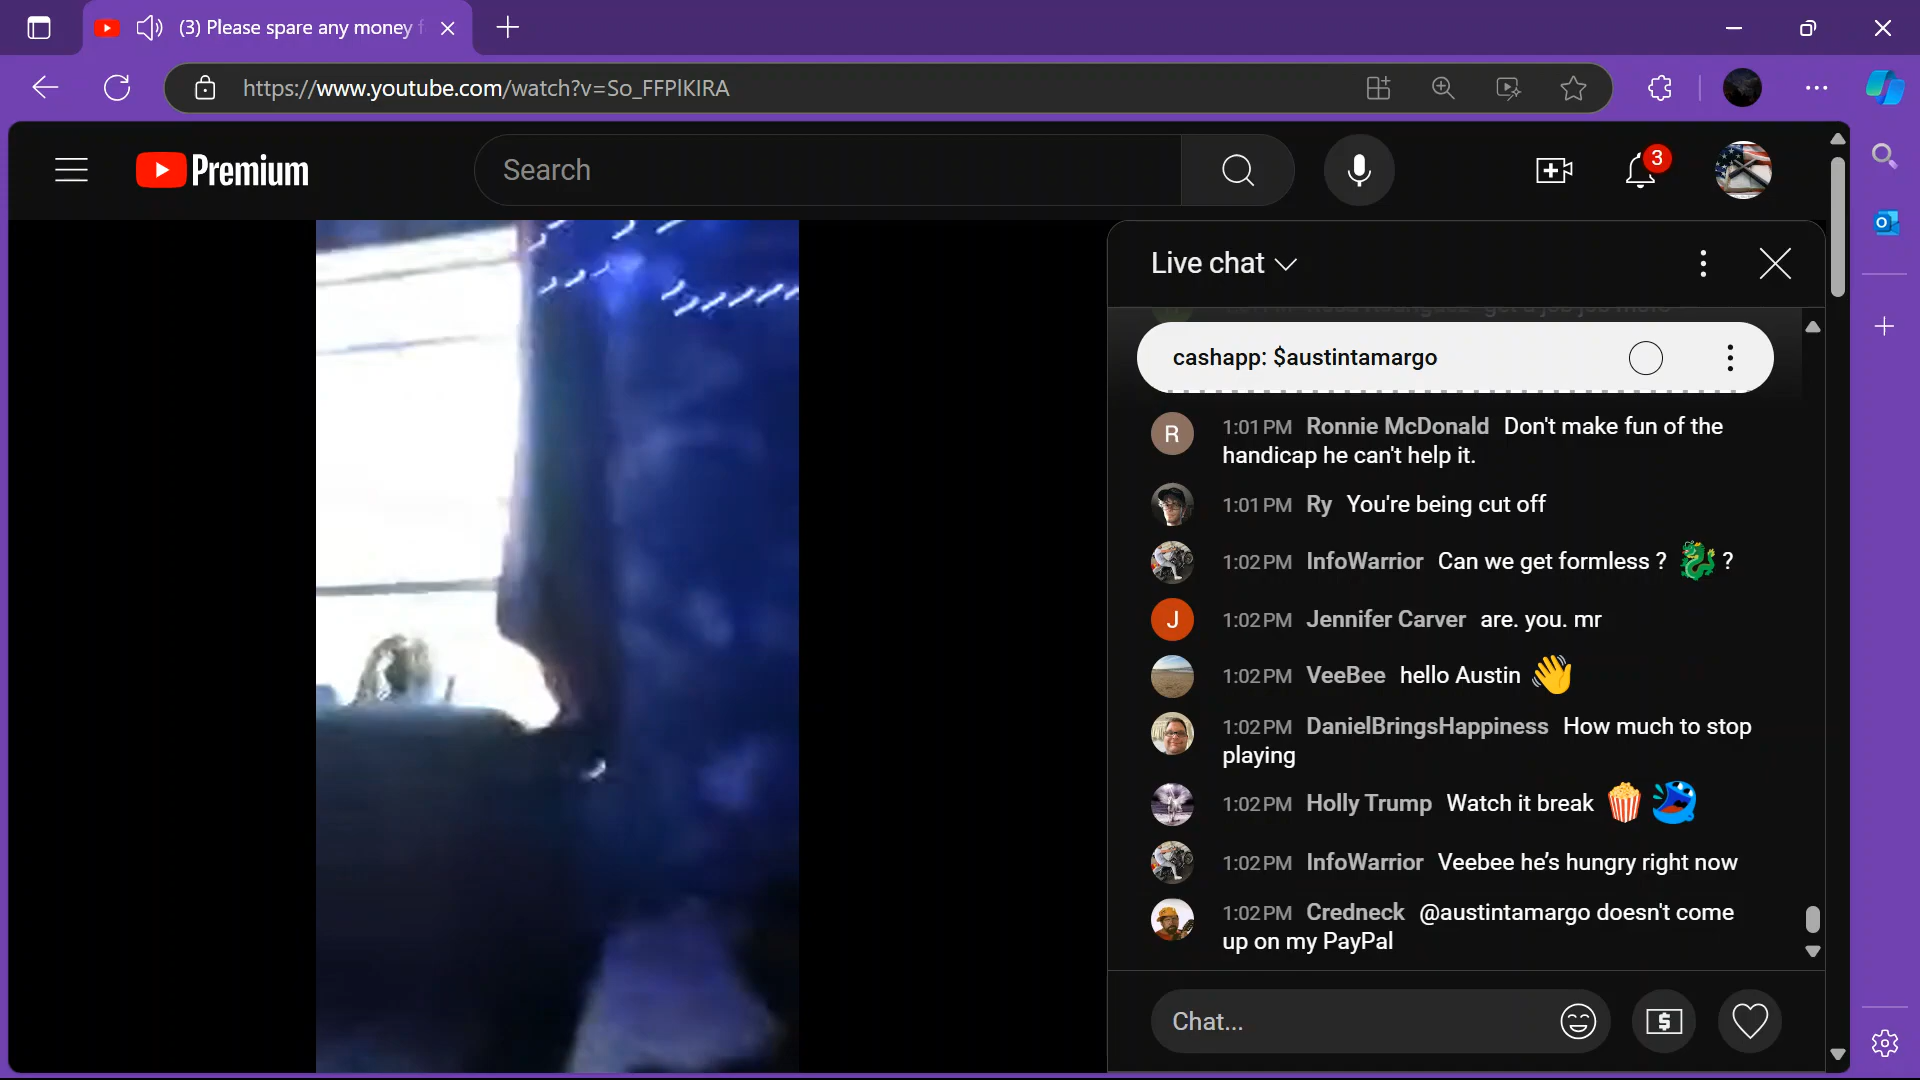 (3) Please spare any money f
https://www.youtube.com/watch?v=So_FFPlKIRA
Premium
Search
3
Live chat
cashapp: $austintamargo
1:01 PM Ronnie McDonald Don't make fun of the
handicap he can't help it.
1:01 PM Ry You're being cut off
1:02 PM InfoWarrior Can we get formless ? 🐉 ?
1:02 PM Jennifer Carver are. you. mr
1:02 PM VeeBee hello Austin 👋
1:02 PM DanielBringsHappiness How much to stop
playing
1:02 PM Holly Trump Watch it break 🍿
1:02 PM InfoWarrior Veebee he's hungry right now
1:02 PM Credneck @austintamargo doesn't come
up on my PayPal
Chat...